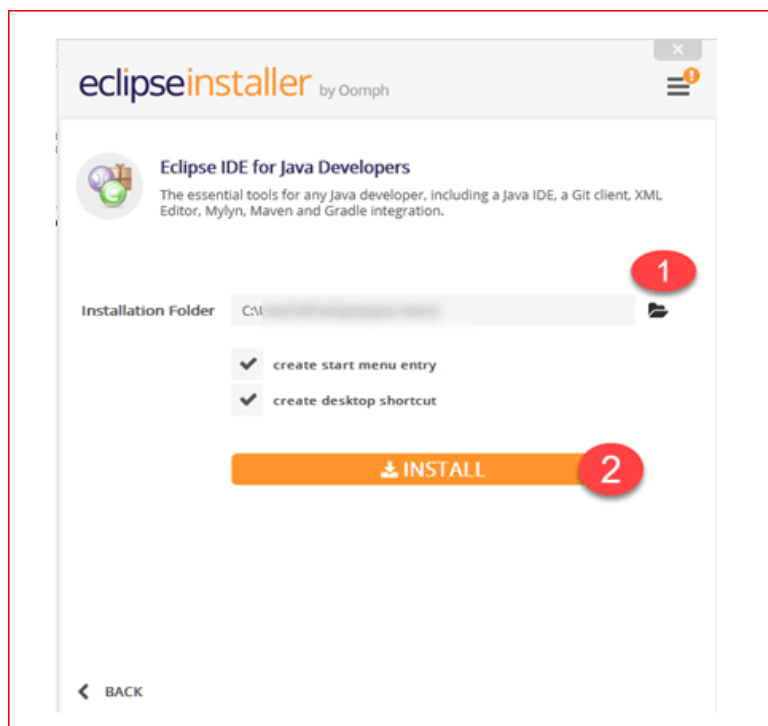 eclipseinstaller by Oomph
Eclipse IDE for Java Developers
The essential tools for any Java developer, including a Java IDE, a Git client, XML
Editor, Mylyn, Maven and Gradle integration.
1
Installation Folder C:\
create start menu entry
create desktop shortcut
INSTALL 2
BACK